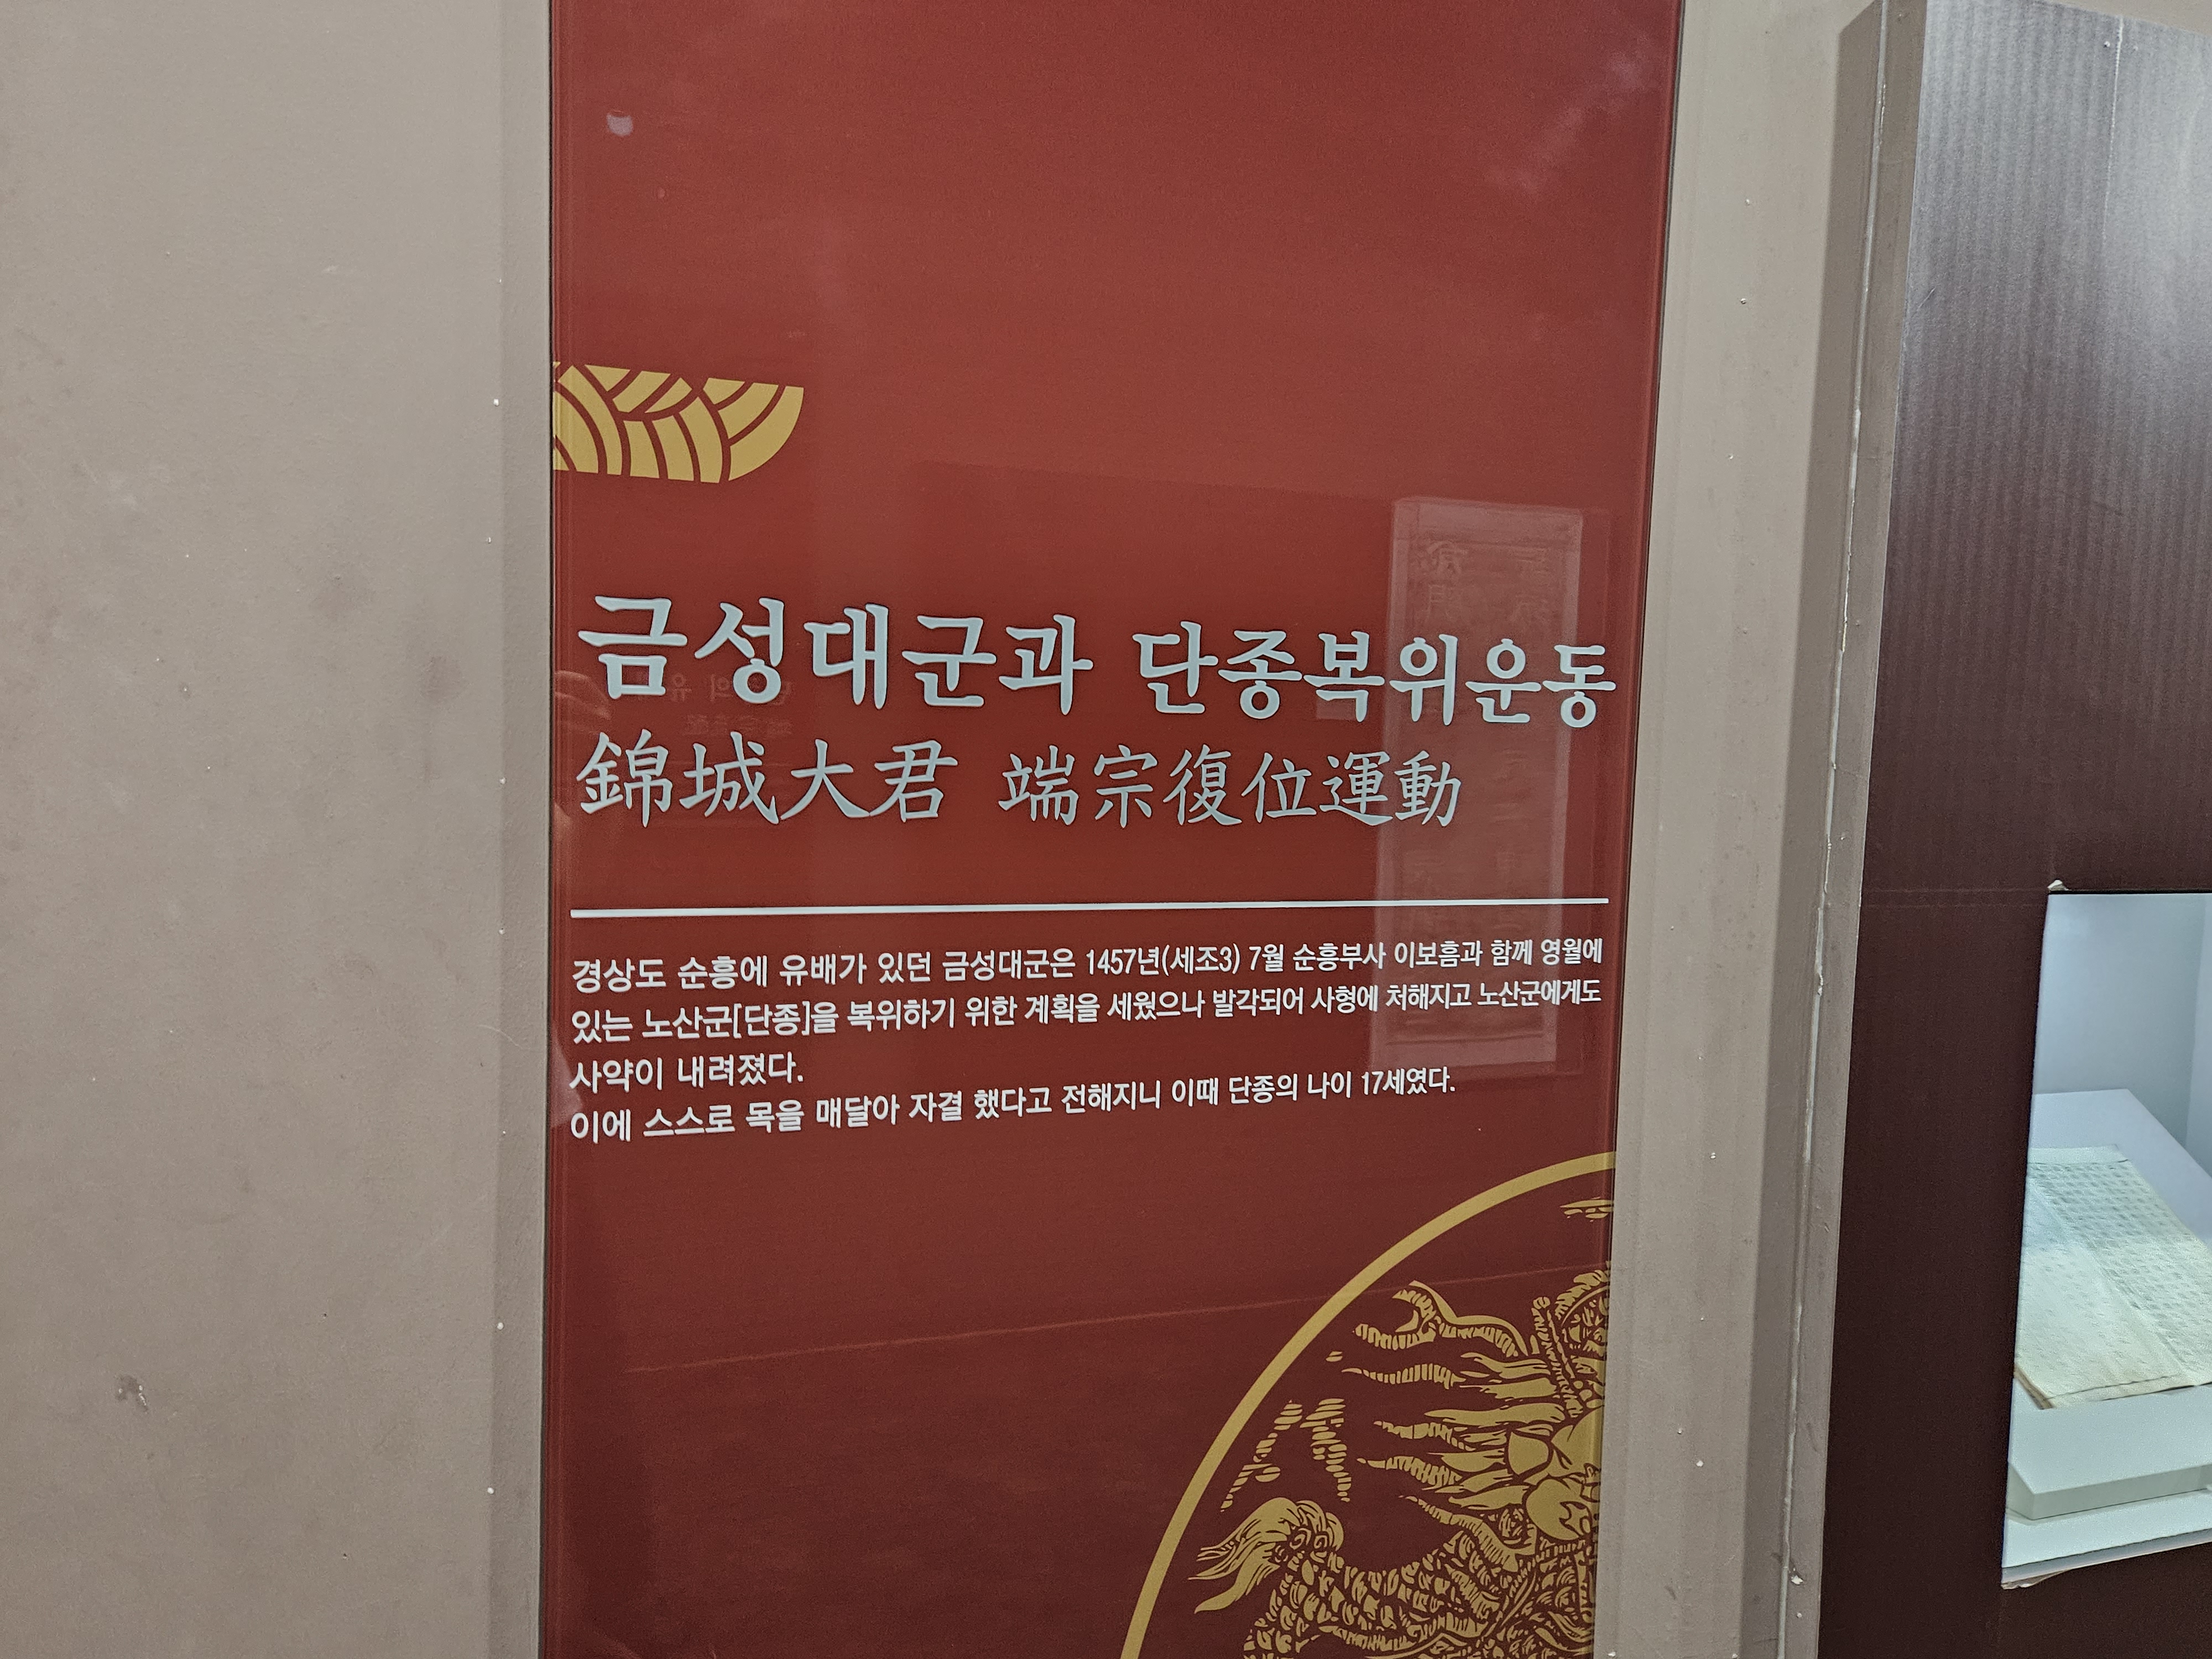 금성대군과 단종복위운동
錦城大君 端宗復位運動
경상도 순흥에 유배가 있던 금성대군은 1457년(세조3) 7월 순흥부사 이보흠과 함께 영월에
있는 노산군[단종]을 복위하기 위한 계획을 세웠으나 발각되어 사형에 처해지고 노산군에게도
사약이 내려졌다.
이에 스스로 목을 매달아 자결 했다고 전해지니 이때 단종의 나이 17세였다.